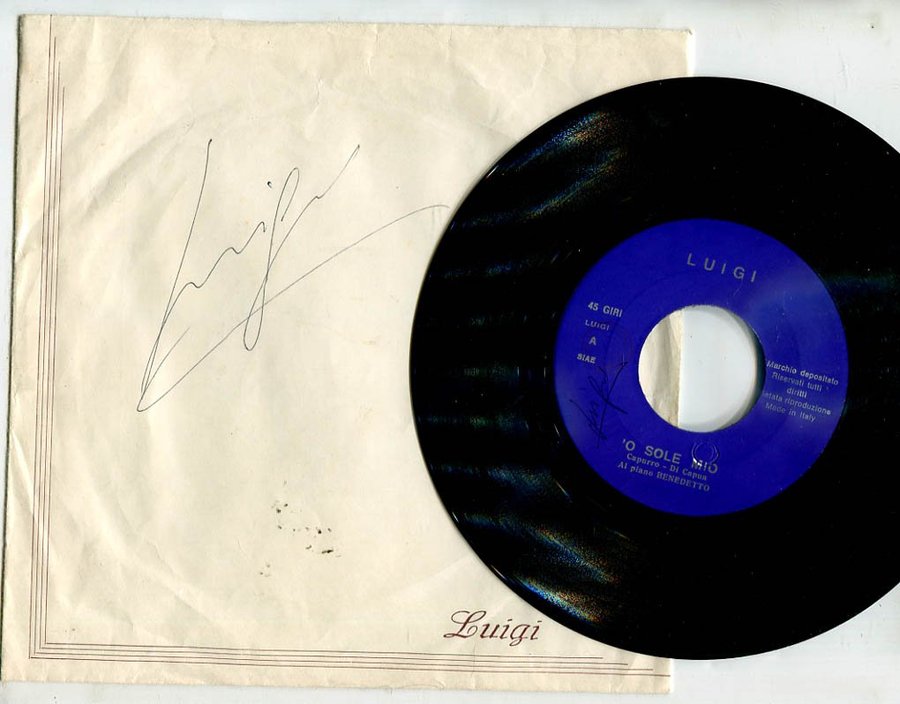 Luigi
LUIGI
45 GIRI
LUIGI
A
SIAE
Marchio depositato
Riservati tutti
diritti
riproduzione
Made in Italy
'O SOLE MIO
Capurro - Di Capua
Al piano BENEDETTO
Luigi